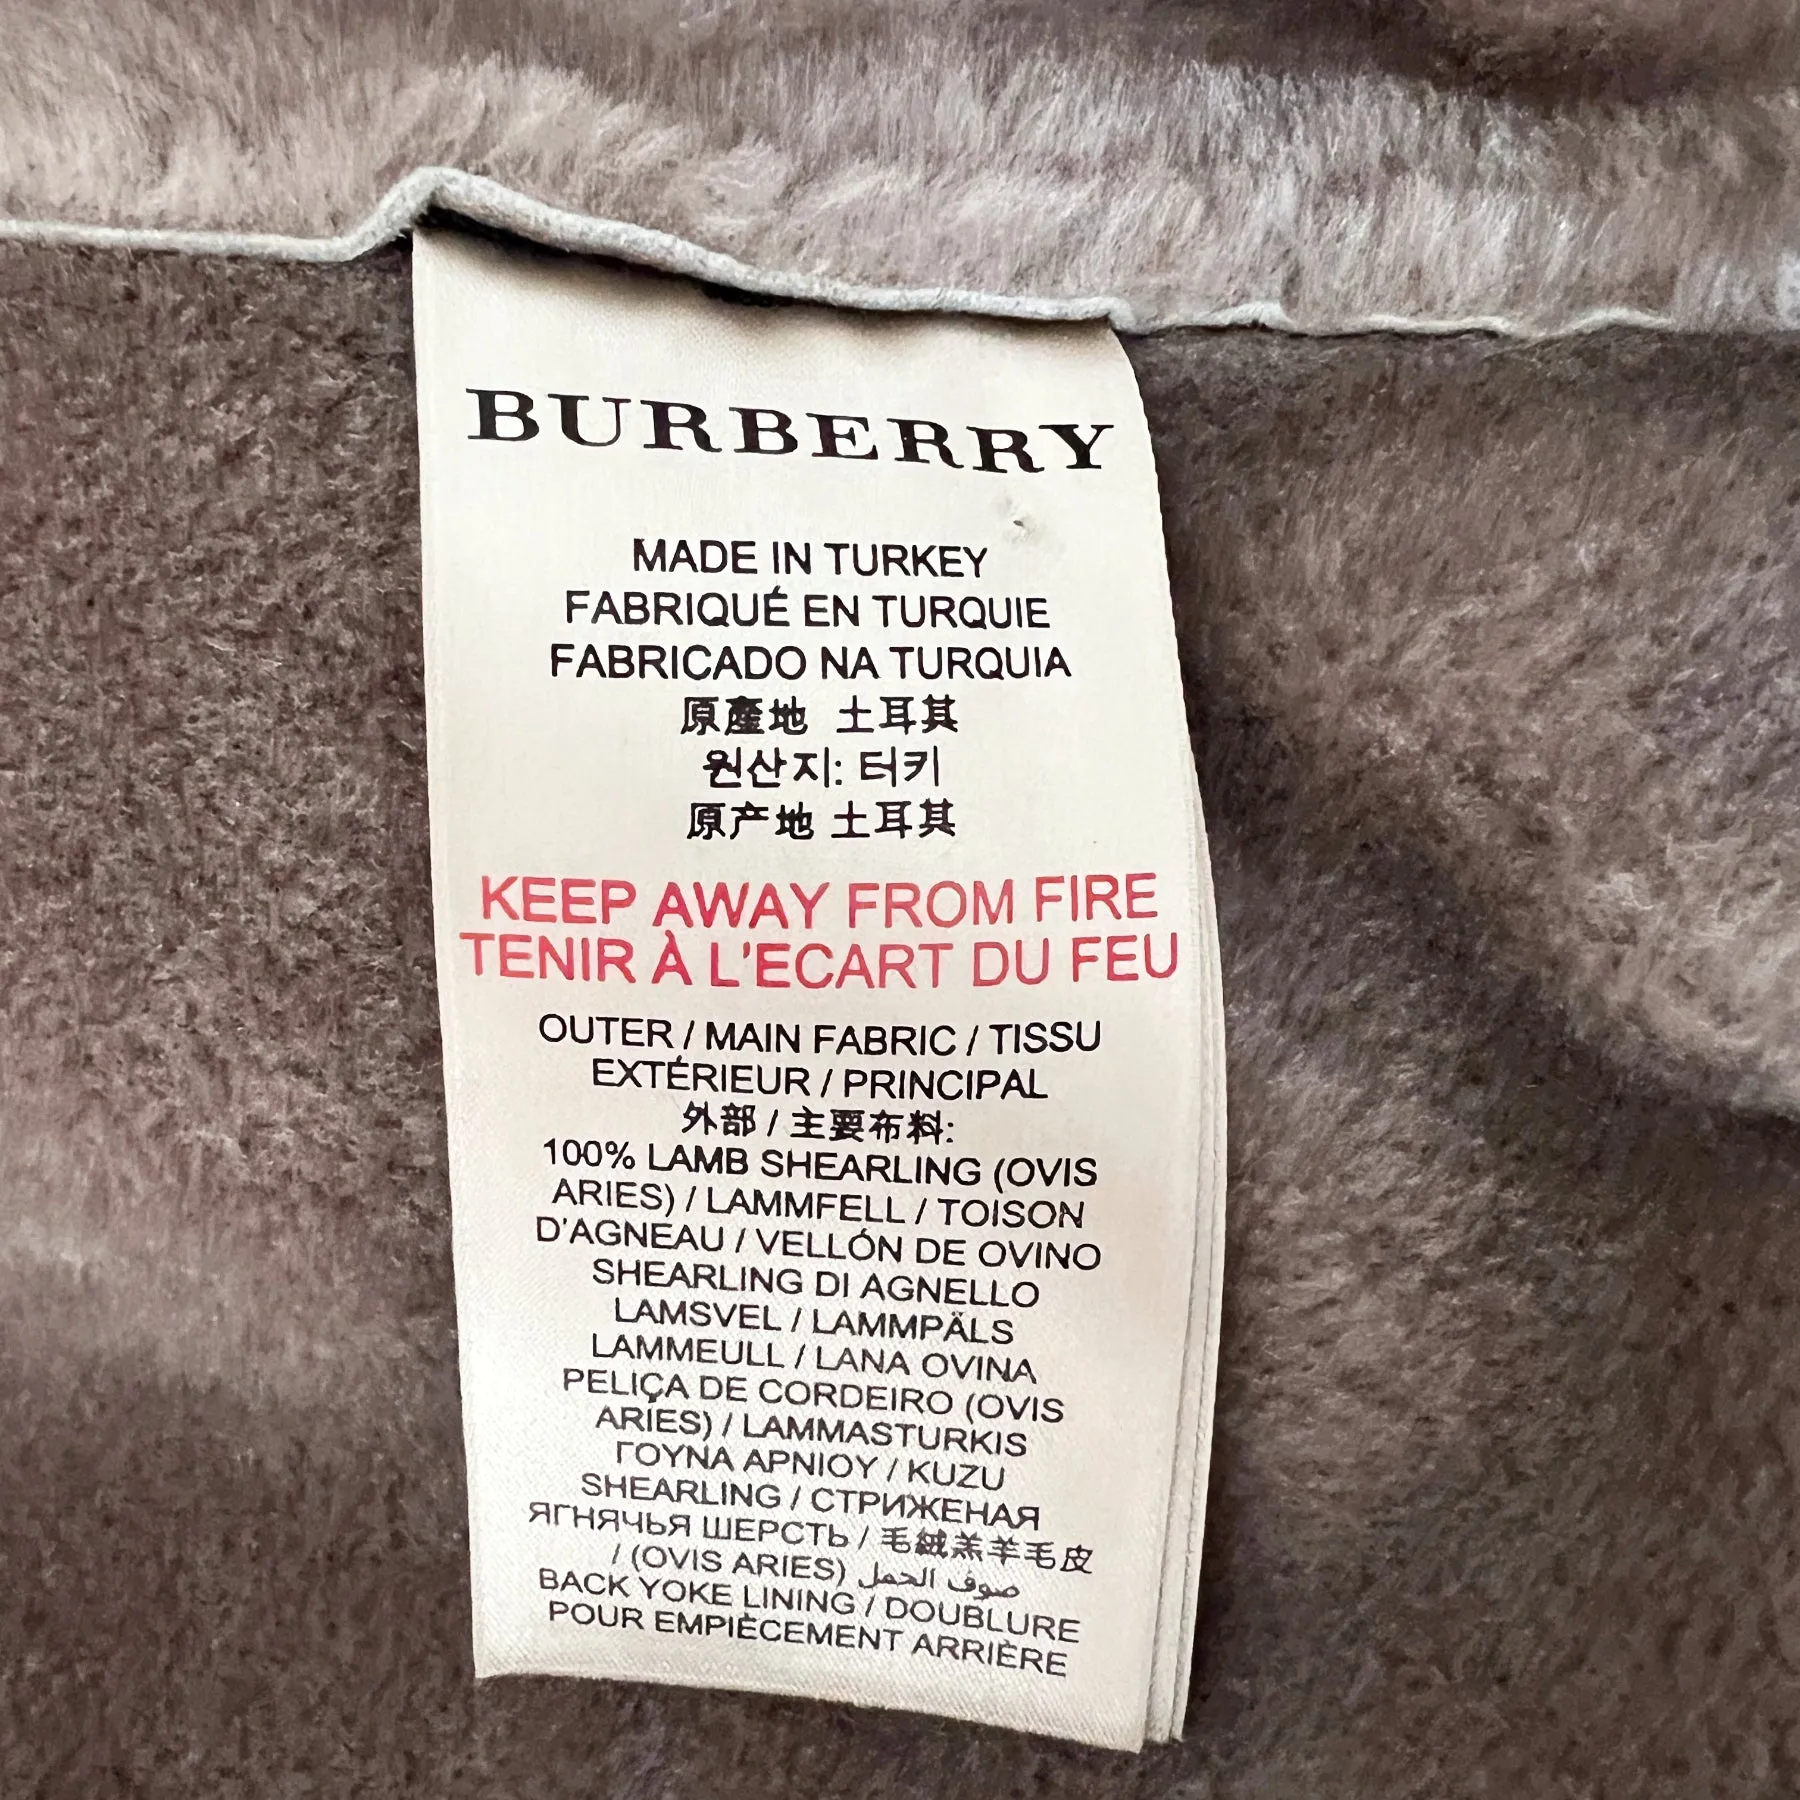 BURBERRY
MADE IN TURKEY
FABRIQUÉ EN TURQUIE
FABRICADO NA TURQUIA
原產地 土耳其
원산지: 터키
原产地 土耳其
KEEP AWAY FROM FIRE
TENIR À L'ECART DU FEU
OUTER / MAIN FABRIC / TISSU
EXTÉRIEUR / PRINCIPAL
外部 / 主要布料:
100% LAMB SHEARLING (OVIS
ARIES) / LAMMFELL / TOISON
D'AGNEAU / VELLÓN DE OVINO
SHEARLING DI AGNELLO
LAMSVEL / LAMMPÄLS
LAMMEULL / LANA OVINA
PELIÇA DE CORDEIRO (OVIS
ARIES) / LAMMASTURKIS
ΓΟΥΝΑ ΑΡΝΙΟΥ / KUZU
SHEARLING / СТРИЖЕНАЯ
ЯГНЯЧЬЯ ШЕРСТЬ / 毛絨羔羊毛皮
/ (OVIS ARIES) صوف الحمل
BACK YOKE LINING / DOUBLURE
POUR EMPIÈCEMENT ARRIÈRE